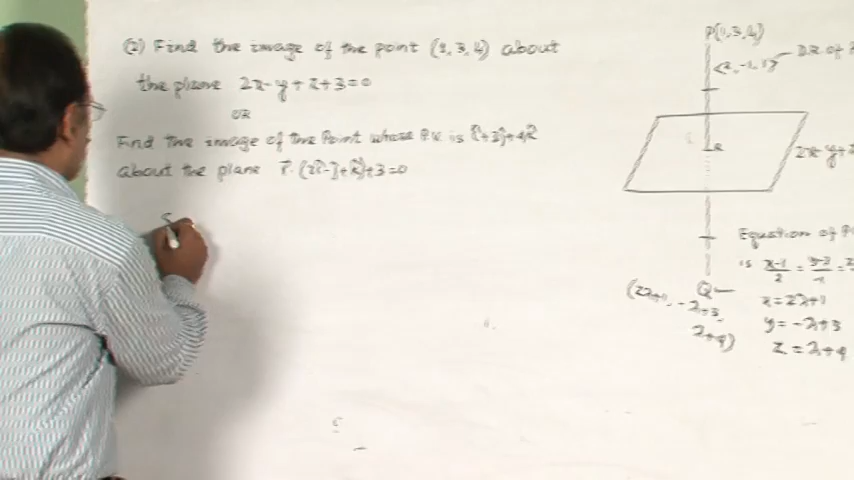 (2) Find the image of the point (1,3,4) about
the plane 2x-y+z+3=0
OR
Find the image of the Point whose P.V is î+3ĵ+4k̂
about the plane r̄.(2î-ĵ+k̂)+3=0
P(1,3,4)
<2,-1,1> D.R of
R
2x-y+z
Equation of P
is x-1/2 = y-3/-1 =
Q
(2λ+1, -λ+3,
λ+4)
x=2λ+1
y=-λ+3
z=λ+4